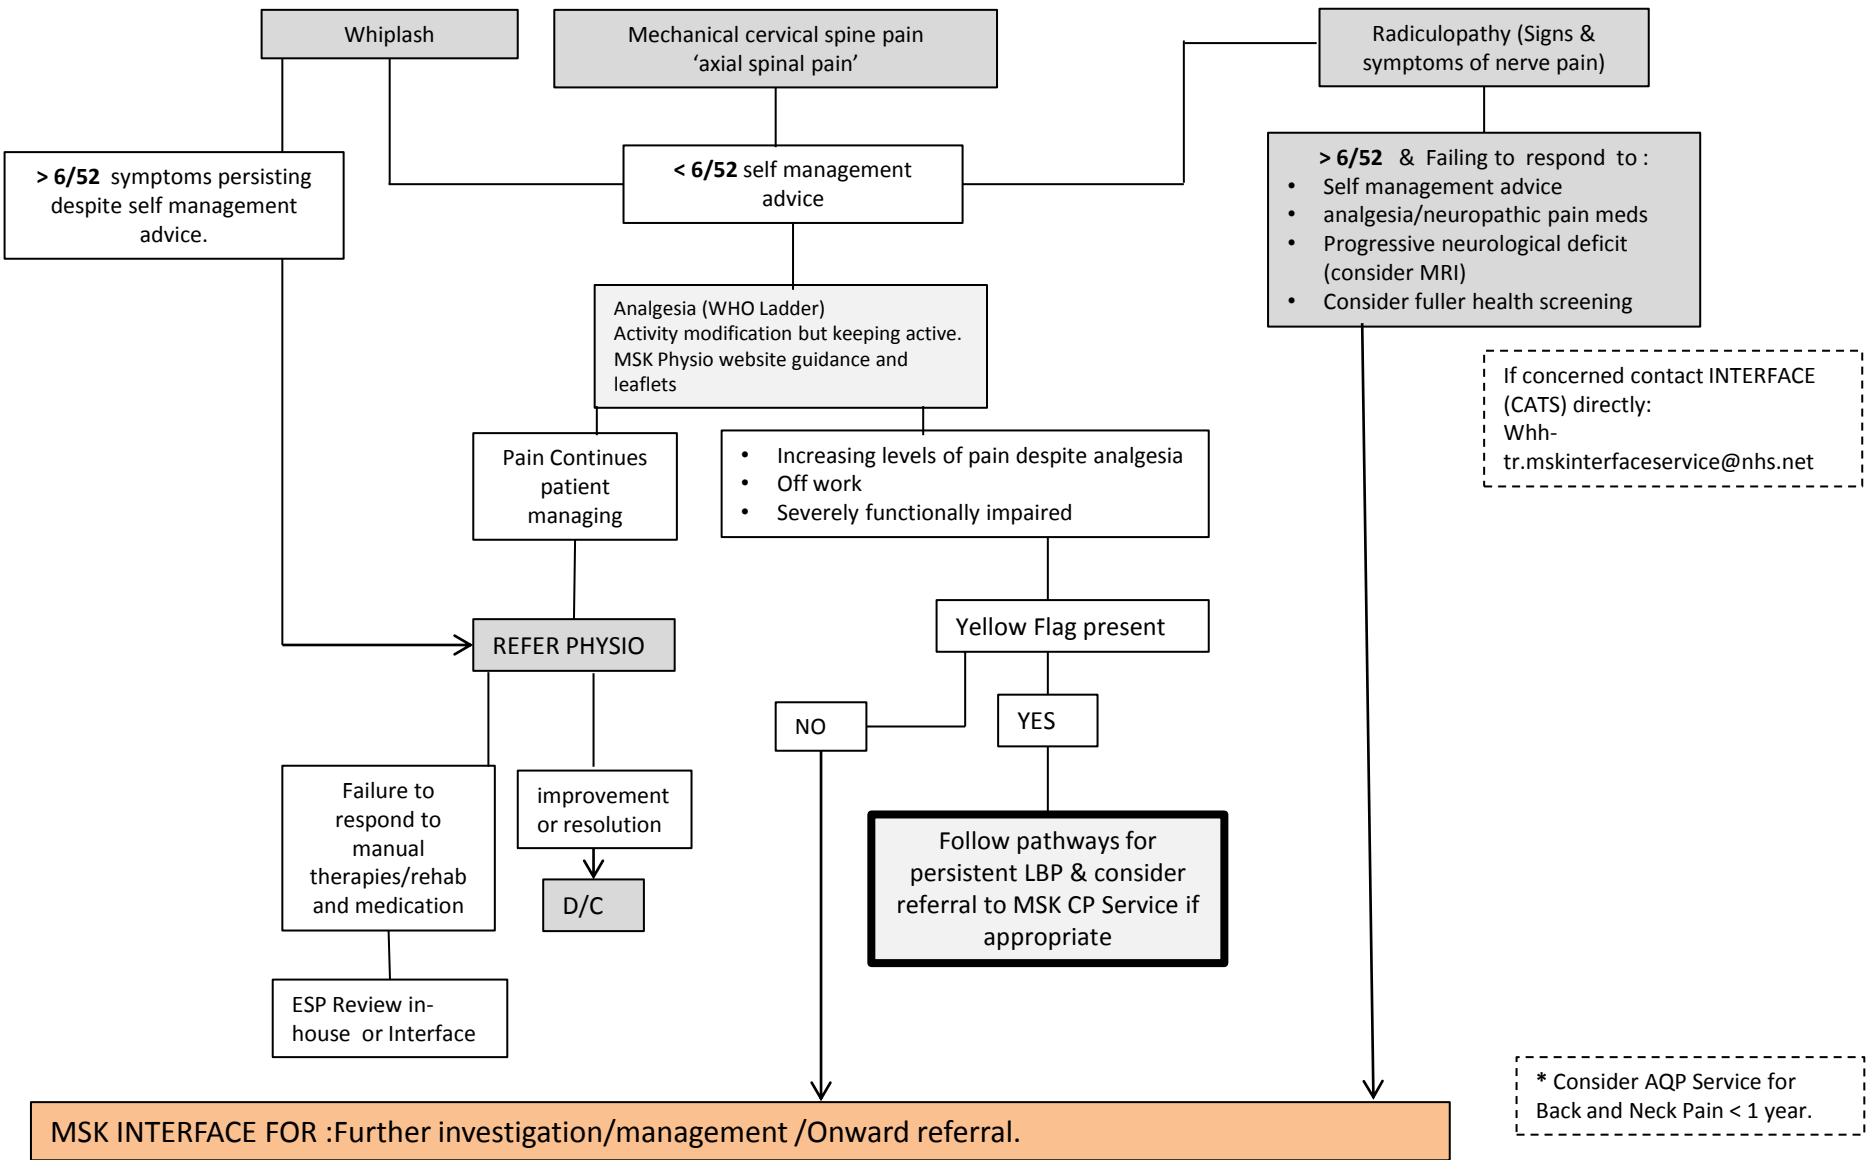 Whiplash
Mechanical cervical spine pain
‘axial spinal pain’
Radiculopathy (Signs &
symptoms of nerve pain)
> 6/52 symptoms persisting
despite self management
advice.
< 6/52 self management
advice
> 6/52 & Failing to respond to :
• Self management advice
• analgesia/neuropathic pain meds
• Progressive neurological deficit
(consider MRI)
• Consider fuller health screening
Analgesia (WHO Ladder)
Activity modification but keeping active.
MSK Physio website guidance and
leaflets
If concerned contact INTERFACE
(CATS) directly:
Whh-
tr.mskinterfaceservice@nhs.net
Pain Continues
patient
managing
• Increasing levels of pain despite analgesia
• Off work
• Severely functionally impaired
REFER PHYSIO
Yellow Flag present
NO
YES
Failure to
respond to
manual
therapies/rehab
and medication
improvement
or resolution
D/C
Follow pathways for
persistent LBP & consider
referral to MSK CP Service if
appropriate
ESP Review in-
house or Interface
* Consider AQP Service for
Back and Neck Pain < 1 year.
MSK INTERFACE FOR :Further investigation/management /Onward referral.